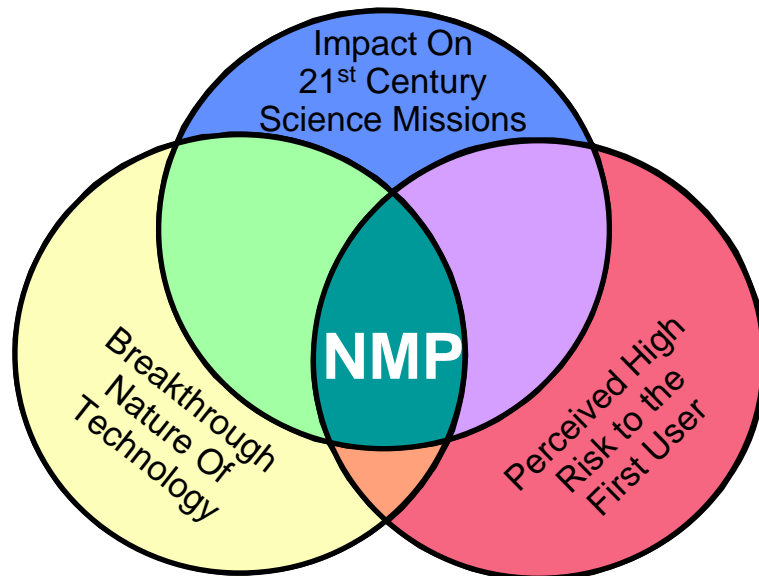 Impact On
21st Century
Science Missions
NMP
Breakthrough
Nature Of
Technology
Perceived High
Risk to the
First User